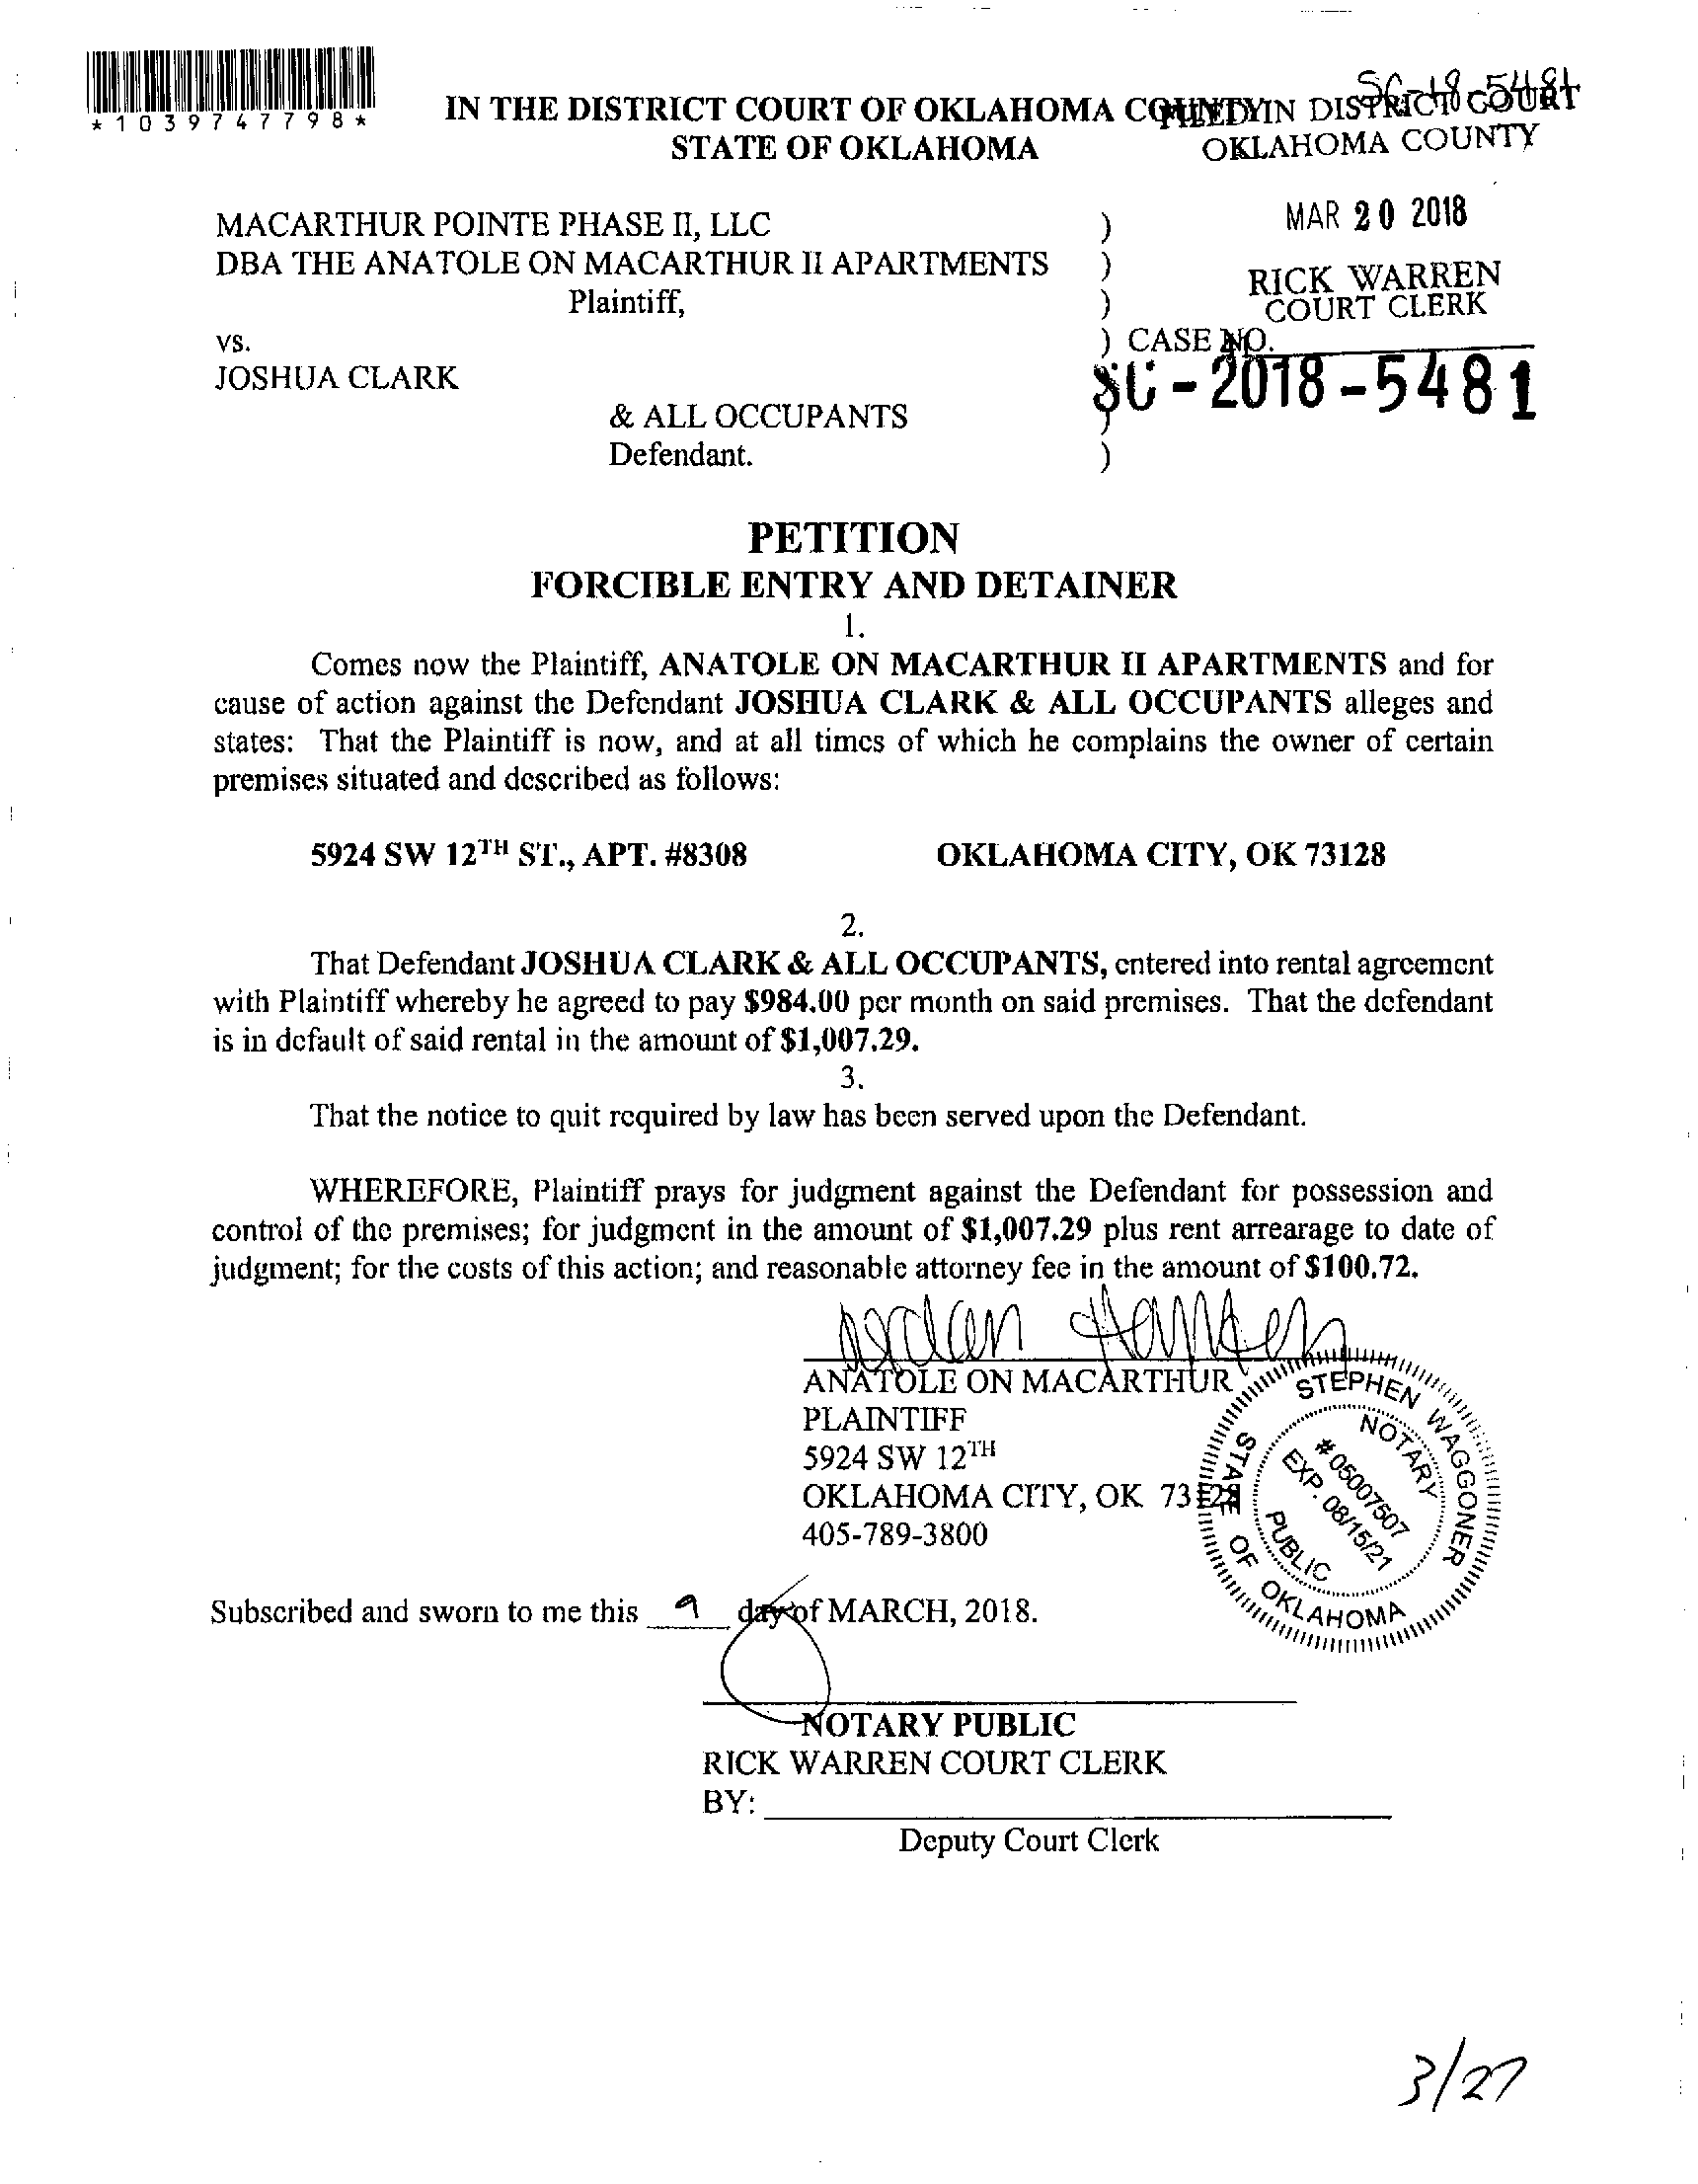 *1039747798*
SC-18-5481
IN THE DISTRICT COURT OF OKLAHOMA COUNTY
STATE OF OKLAHOMA
FILED IN DISTRICT COURT
OKLAHOMA COUNTY
MAR 20 2018
RICK WARREN
COURT CLERK
MACARTHUR POINTE PHASE II, LLC )
DBA THE ANATOLE ON MACARTHUR II APARTMENTS )
Plaintiff, )
vs. ) CASE NO.
SC-2018-5481
JOSHUA CLARK )
& ALL OCCUPANTS )
Defendant. )
PETITION
FORCIBLE ENTRY AND DETAINER
1.
Comes now the Plaintiff, ANATOLE ON MACARTHUR II APARTMENTS and for
cause of action against the Defendant JOSHUA CLARK & ALL OCCUPANTS alleges and
states: That the Plaintiff is now, and at all times of which he complains the owner of certain
premises situated and described as follows:
5924 SW 12TH ST., APT. #8308 OKLAHOMA CITY, OK 73128
2.
That Defendant JOSHUA CLARK & ALL OCCUPANTS, entered into rental agreement
with Plaintiff whereby he agreed to pay $984.00 per month on said premises. That the defendant
is in default of said rental in the amount of $1,007.29.
3.
That the notice to quit required by law has been served upon the Defendant.
WHEREFORE, Plaintiff prays for judgment against the Defendant for possession and
control of the premises; for judgment in the amount of $1,007.29 plus rent arrearage to date of
judgment; for the costs of this action; and reasonable attorney fee in the amount of $100.72.
ANATOLE ON MACARTHUR
PLAINTIFF
5924 SW 12TH
OKLAHOMA CITY, OK 73128
405-789-3800
STEPHEN WAGGONER
NOTARY
# 05007507
EXP. 08/15/21
PUBLIC
STATE OF OKLAHOMA
Subscribed and sworn to me this 9 day of MARCH, 2018.
NOTARY PUBLIC
RICK WARREN COURT CLERK
BY:
Deputy Court Clerk
3/27